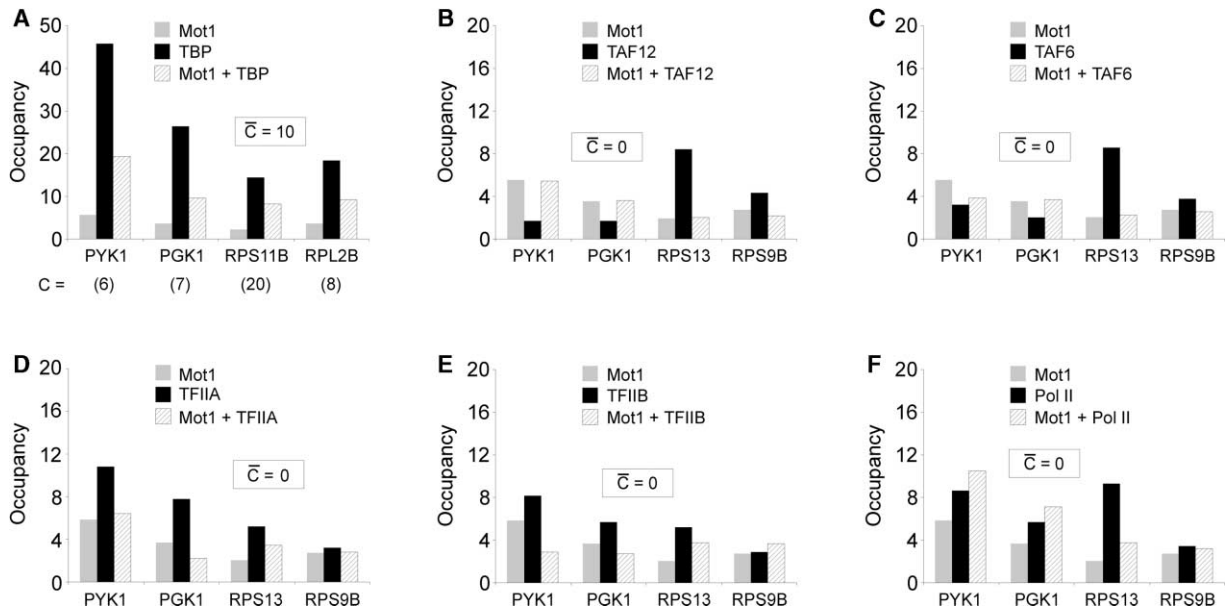 A
Mot1
TBP
Mot1 + TBP
C̅ = 10
Occupancy
50
40
30
20
10
0
PYK1 PGK1 RPS11B RPL2B
C = (6) (7) (20) (8)
B
Mot1
TAF12
Mot1 + TAF12
C̅ = 0
Occupancy
20
16
12
8
4
0
PYK1 PGK1 RPS13 RPS9B
C
Mot1
TAF6
Mot1 + TAF6
C̅ = 0
Occupancy
20
16
12
8
4
0
PYK1 PGK1 RPS13 RPS9B
D
Mot1
TFIIA
Mot1 + TFIIA
C̅ = 0
Occupancy
20
16
12
8
4
0
PYK1 PGK1 RPS13 RPS9B
E
Mot1
TFIIB
Mot1 + TFIIB
C̅ = 0
Occupancy
20
16
12
8
4
0
PYK1 PGK1 RPS13 RPS9B
F
Mot1
Pol II
Mot1 + Pol II
C̅ = 0
Occupancy
20
16
12
8
4
0
PYK1 PGK1 RPS13 RPS9B